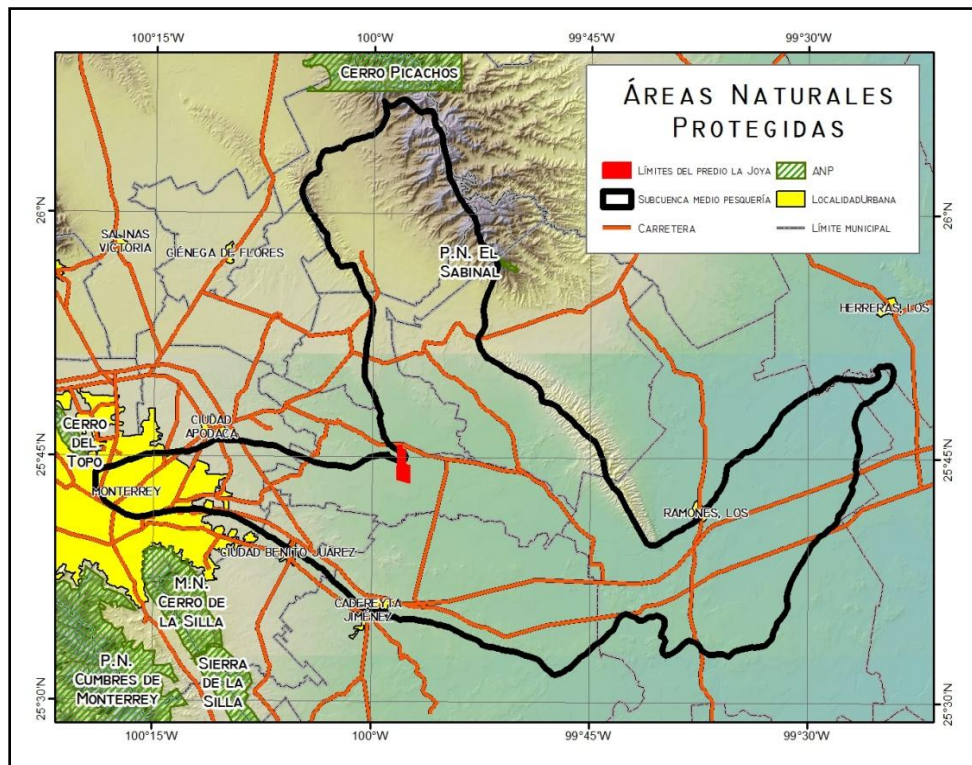 100°15'W
100°W
99°45'W
99°30'W
CERRO PICACHOS
ÁREAS NATURALES
PROTEGIDAS
LÍMITES DEL PREDIO LA JOYA
ANP
SUBCUENCA MEDIO PESQUERÍA
LOCALIDADURBANA
CARRETERA
LÍMITE MUNICIPAL
26°N
26°N
SALINAS
VICTORIA
CIÉNEGA DE FLORES
P.N. EL
SABINAL
HERRERAS, LOS
CERRO
DEL
TOPO
CIUDAD
APODACA
25°45'N
25°45'N
MONTERREY
RAMONES, LOS
CIUDAD BENITO JUÁREZ
M.N.
CERRO DE
LA SILLA
CADEREYTA
JIMÉNEZ
P.N.
CUMBRES DE
MONTERREY
SIERRA
DE LA
SILLA
25°30'N
25°30'N
100°15'W
100°W
99°45'W
99°30'W